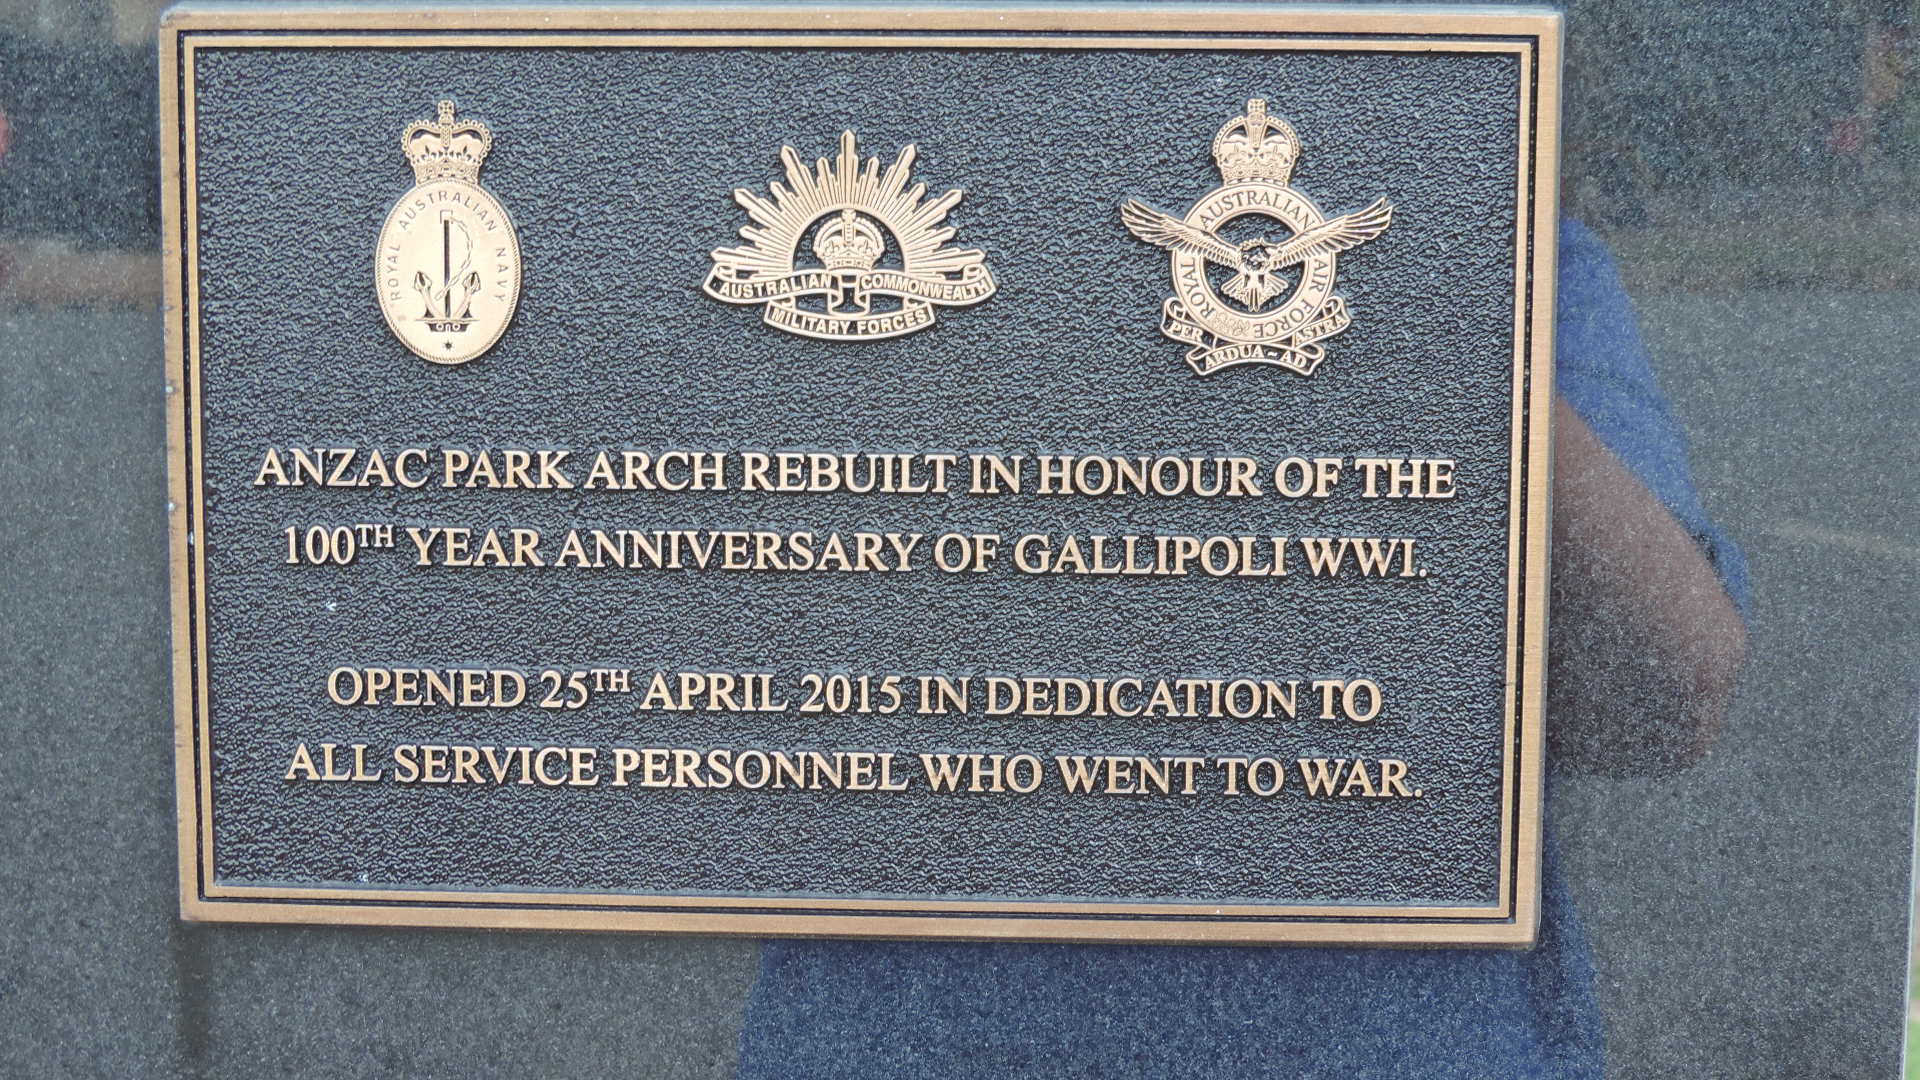 ROYAL AUSTRALIAN NAVY
AUSTRALIAN COMMONWEALTH
MILITARY FORCES
ROYAL AUSTRALIAN AIR FORCE
PER ARDUA - AD ASTRA
ANZAC PARK ARCH REBUILT IN HONOUR OF THE
100TH YEAR ANNIVERSARY OF GALLIPOLI WWI.
OPENED 25TH APRIL 2015 IN DEDICATION TO
ALL SERVICE PERSONNEL WHO WENT TO WAR.